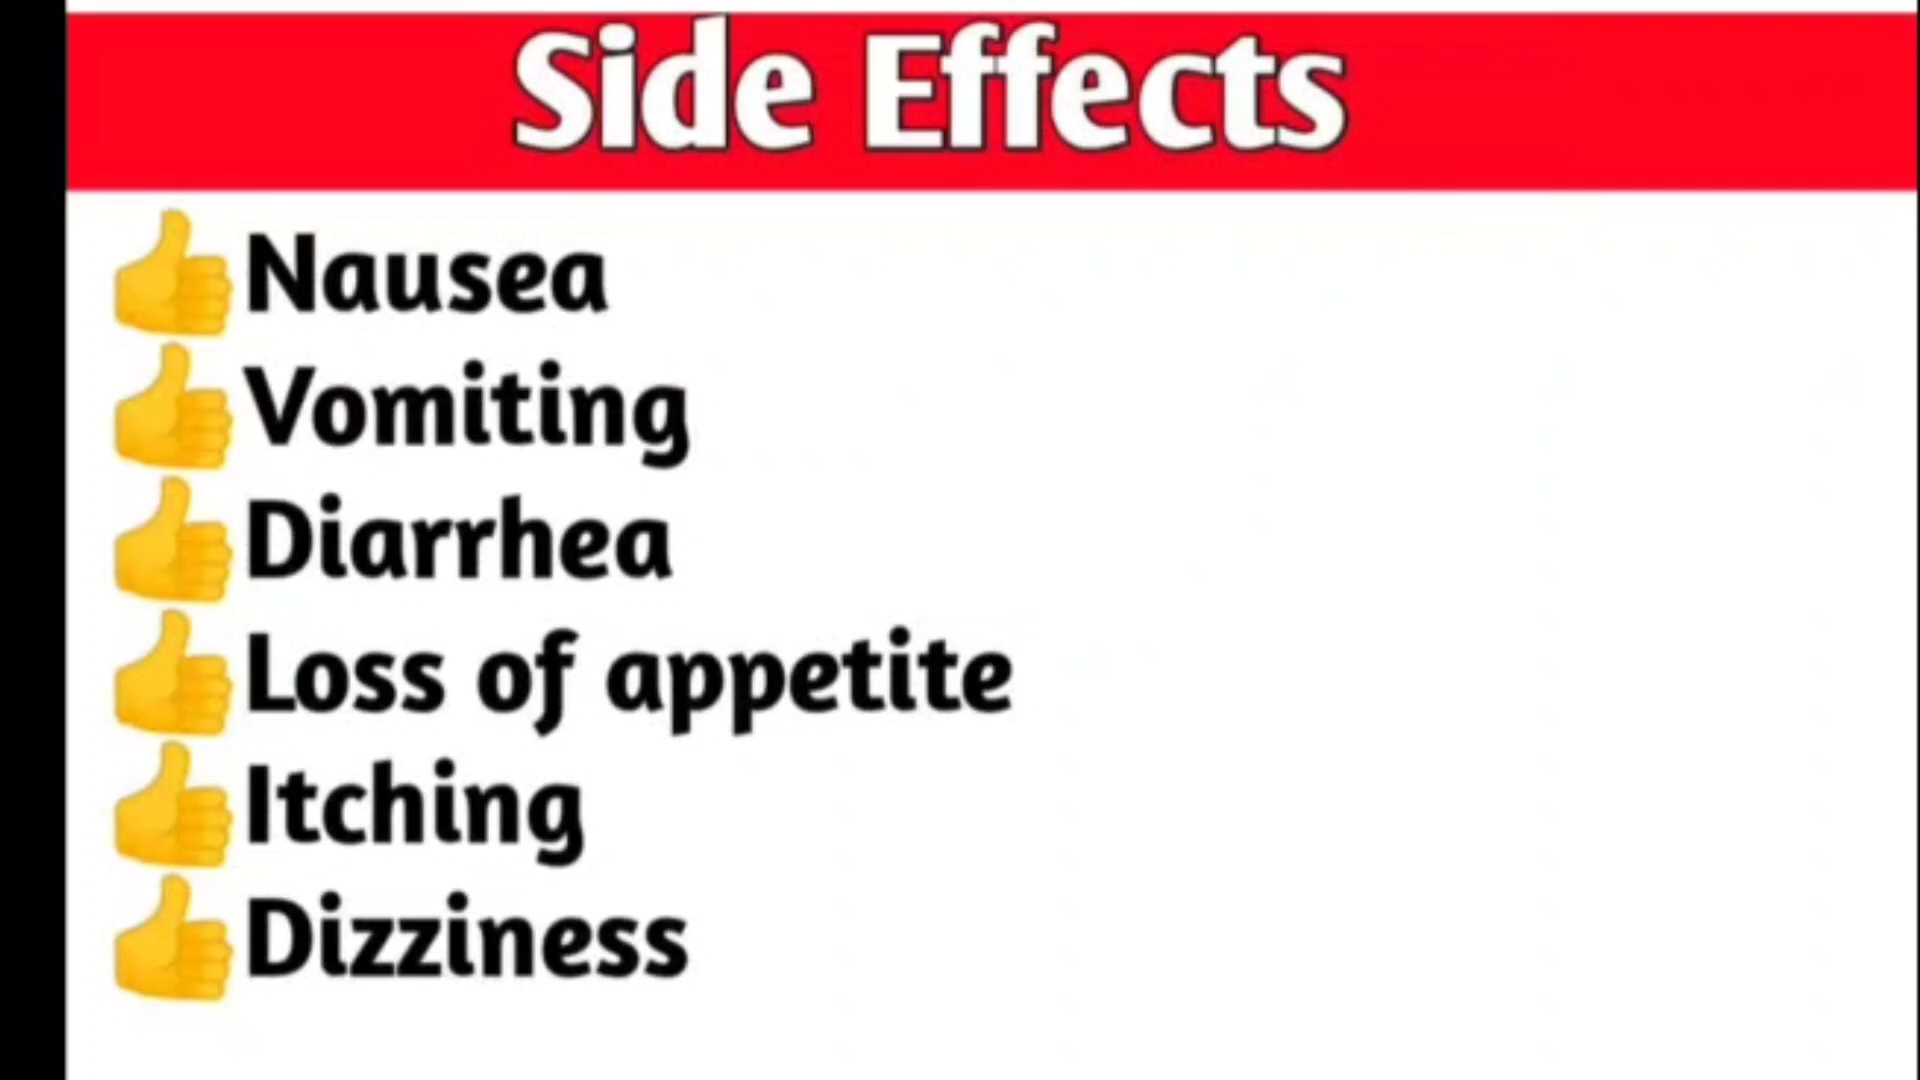 Side Effects
👍Nausea
👍Vomiting
👍Diarrhea
👍Loss of appetite
👍Itching
👍Dizziness